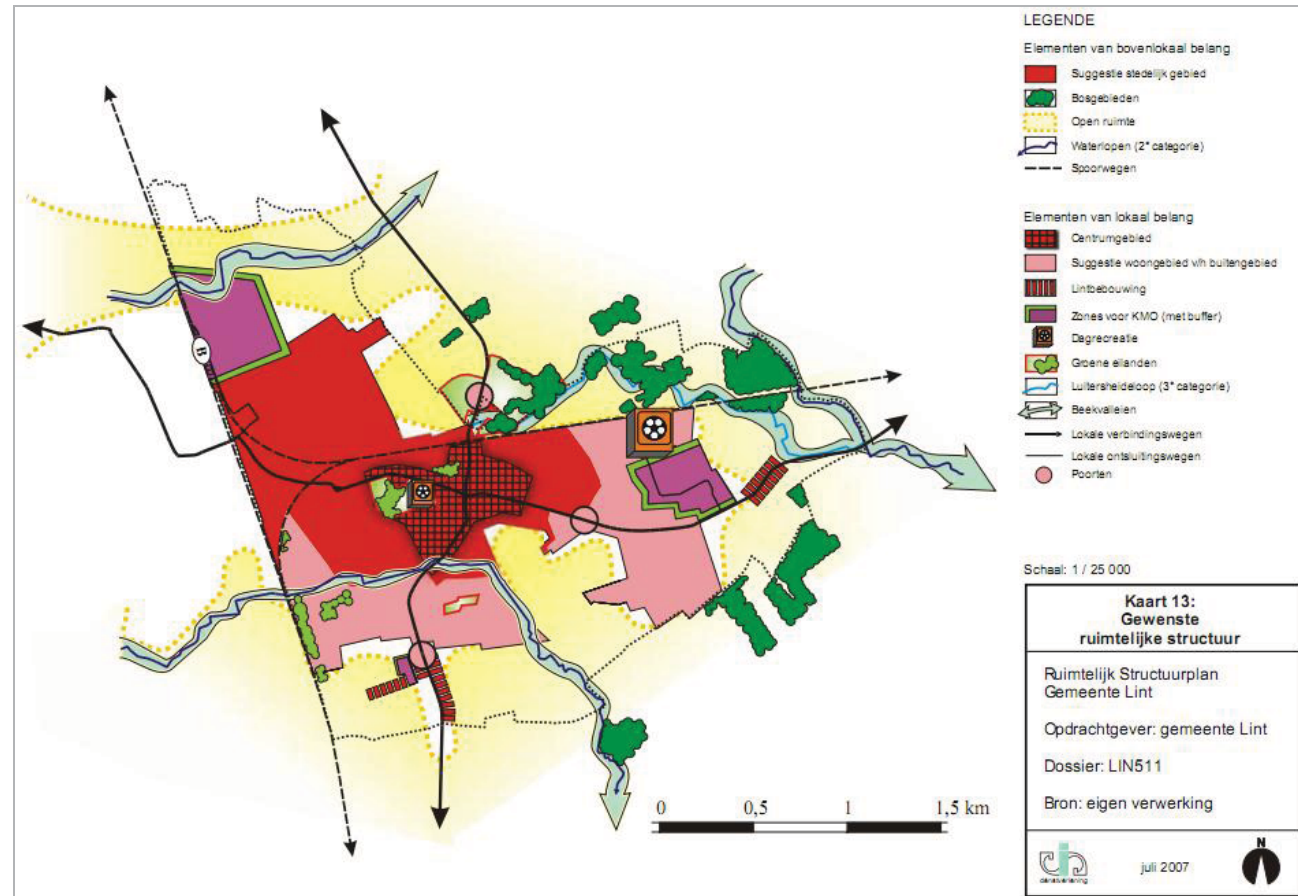 LEGENDE
Elementen van bovenlokaal belang
Suggestie stedelijk gebied
Bosgebieden
Open ruimte
Waterlopen (2ᵉ categorie)
Spoorwegen
Elementen van lokaal belang
Centrumgebied
Suggestie woongebied v/h buitengebied
Lintbebouwing
Zones voor KMO (met buffer)
Dagrecreatie
Groene eilanden
Luitersheideloop (3ᵉ categorie)
Beekvalleien
Lokale verbindingswegen
Lokale ontsluitingswegen
Poorten
B
Schaal: 1 / 25 000
Kaart 13:
Gewenste
ruimtelijke structuur
Ruimtelijk Structuurplan
Gemeente Lint
Opdrachtgever: gemeente Lint
Dossier: LIN511
Bron: eigen verwerking
0 0,5 1 1,5 km
juli 2007
N